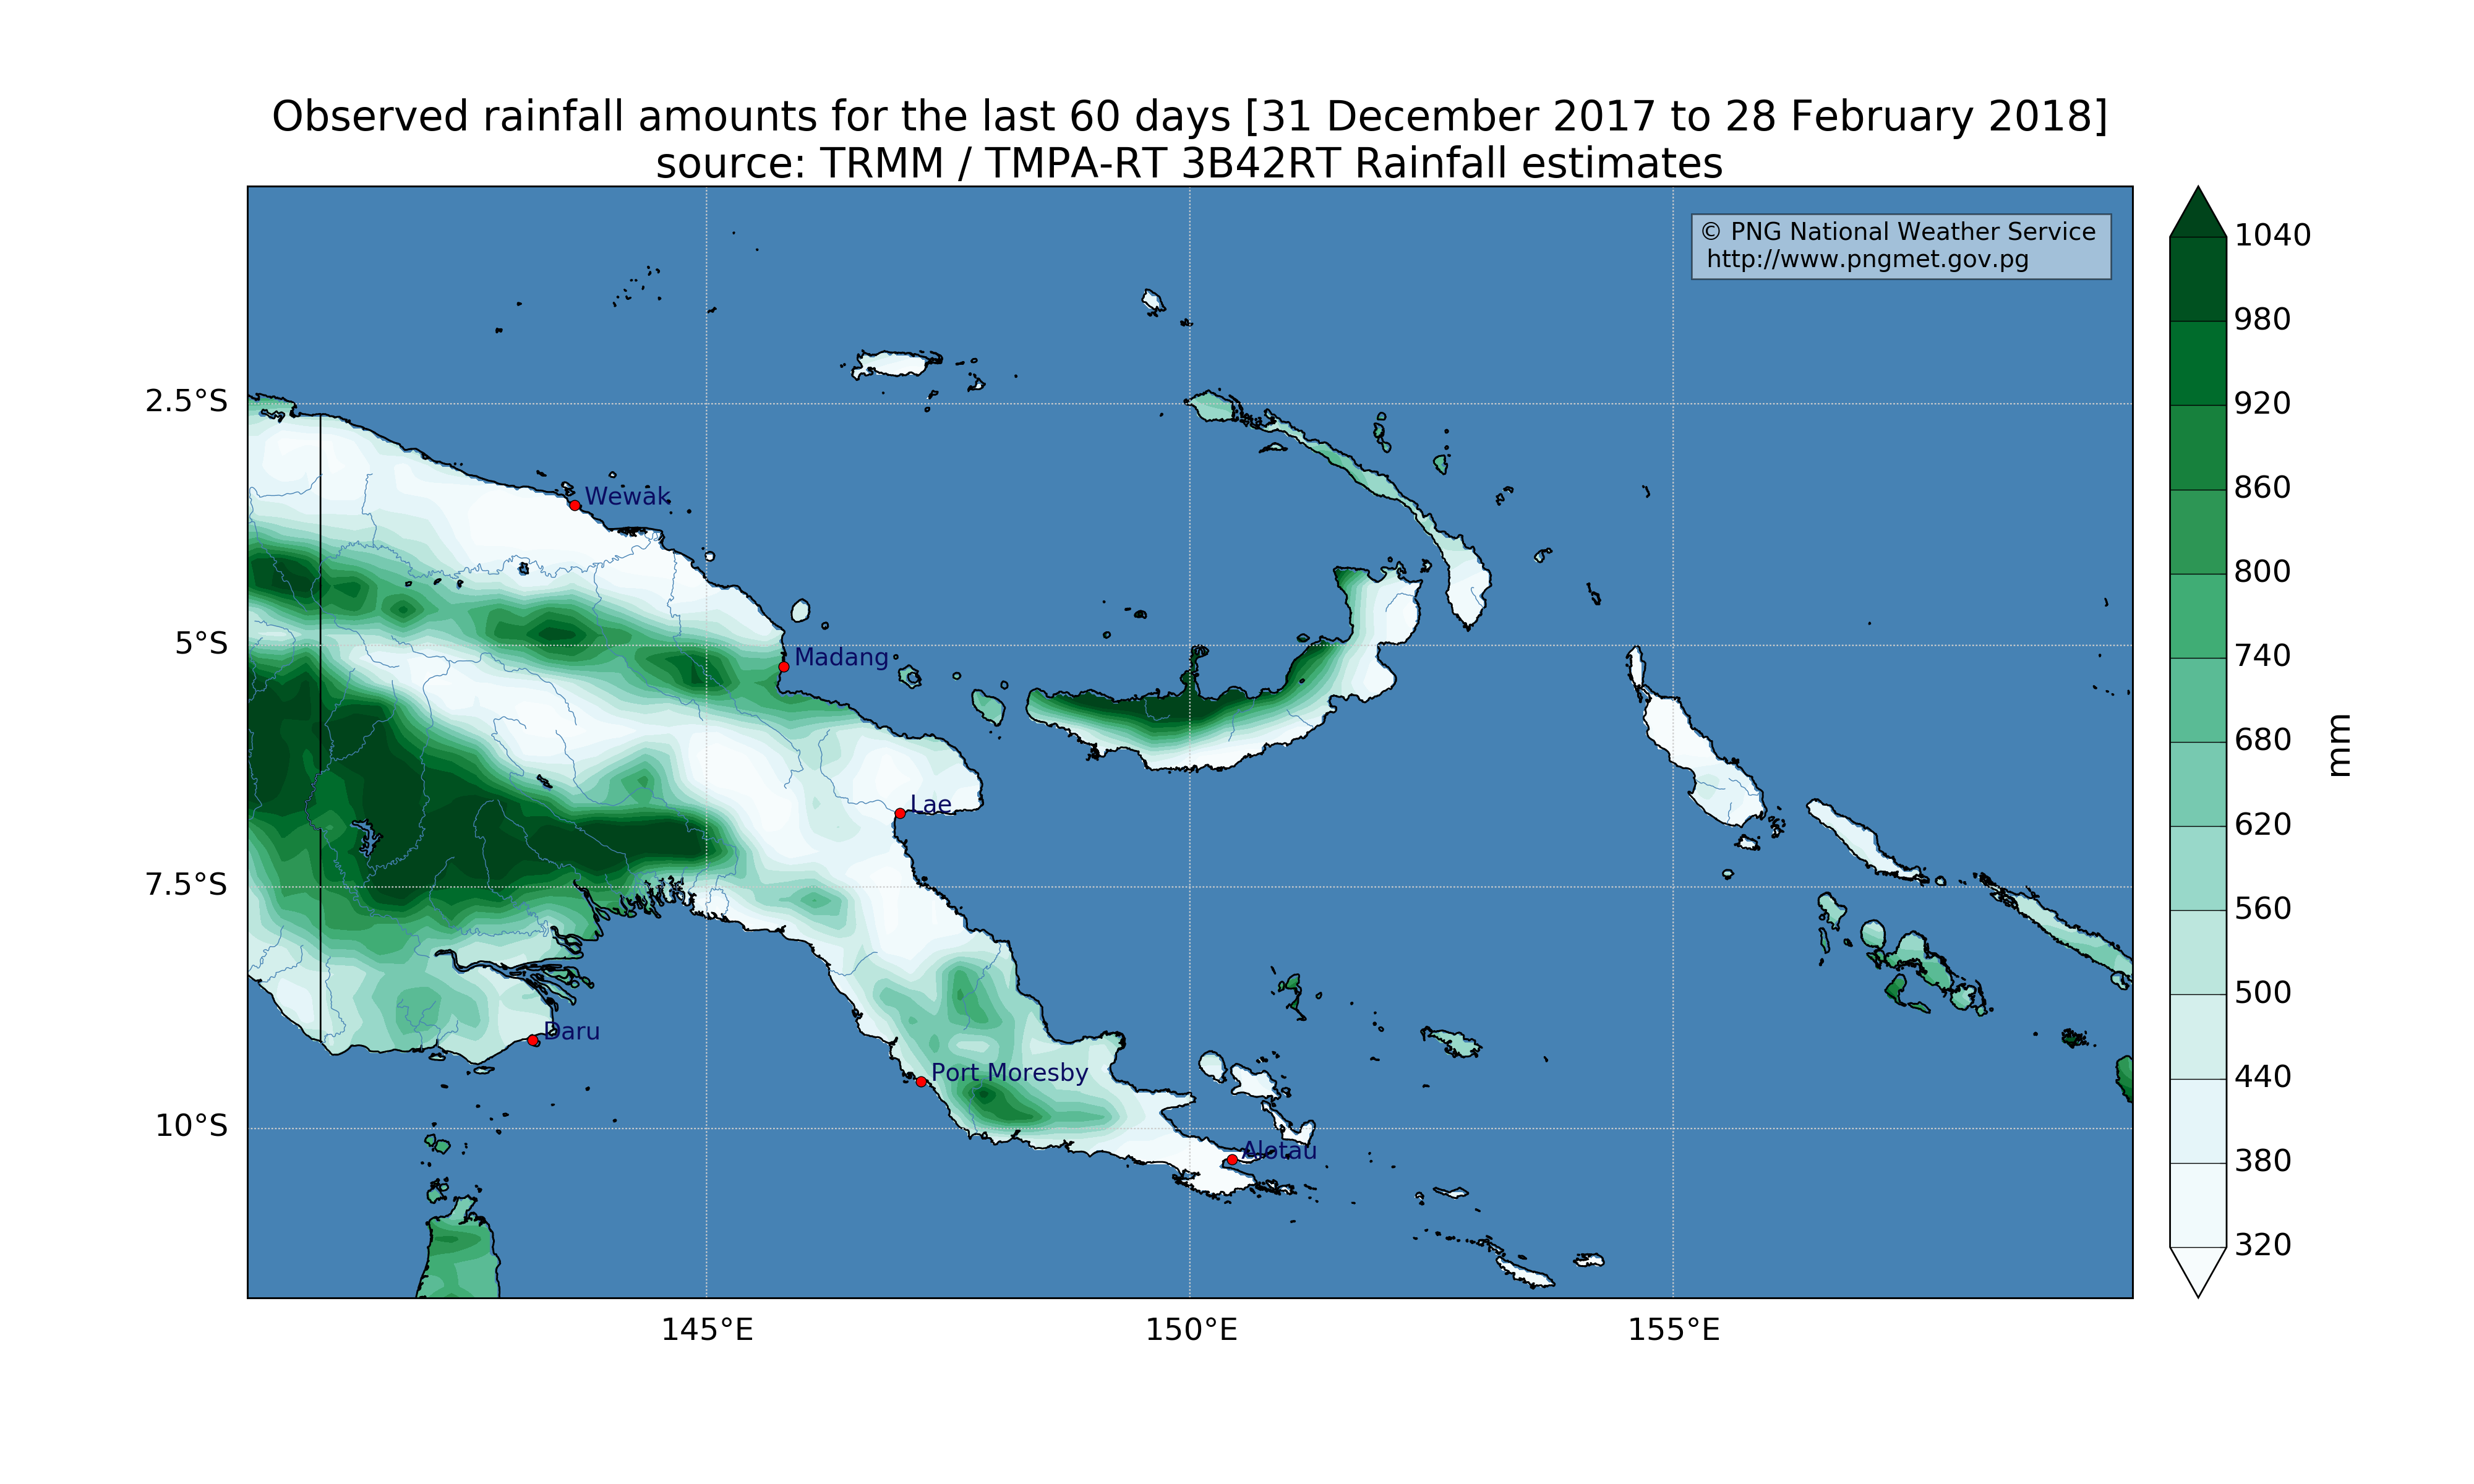 Observed rainfall amounts for the last 60 days [31 December 2017 to 28 February 2018]
source: TRMM / TMPA-RT 3B42RT Rainfall estimates
© PNG National Weather Service
http://www.pngmet.gov.pg
1040
980
920
860
800
740
680
620
560
500
440
380
320
mm
2.5°S
5°S
7.5°S
10°S
Wewak
Madang
Lae
Daru
Port Moresby
Alotau
145°E
150°E
155°E